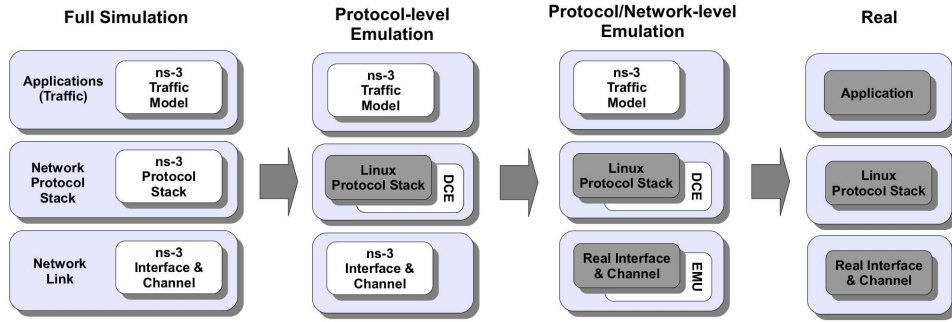 Full Simulation
Applications
(Traffic)
ns-3
Traffic
Model
Network
Protocol
Stack
ns-3
Protocol
Stack
Network
Link
ns-3
Interface &
Channel
Protocol-level
Emulation
ns-3
Traffic
Model
Linux
Protocol Stack
DCE
ns-3
Interface &
Channel
Protocol/Network-level
Emulation
ns-3
Traffic
Model
Linux
Protocol Stack
DCE
Real Interface
& Channel
EMU
Real
Application
Linux
Protocol Stack
Real Interface
& Channel